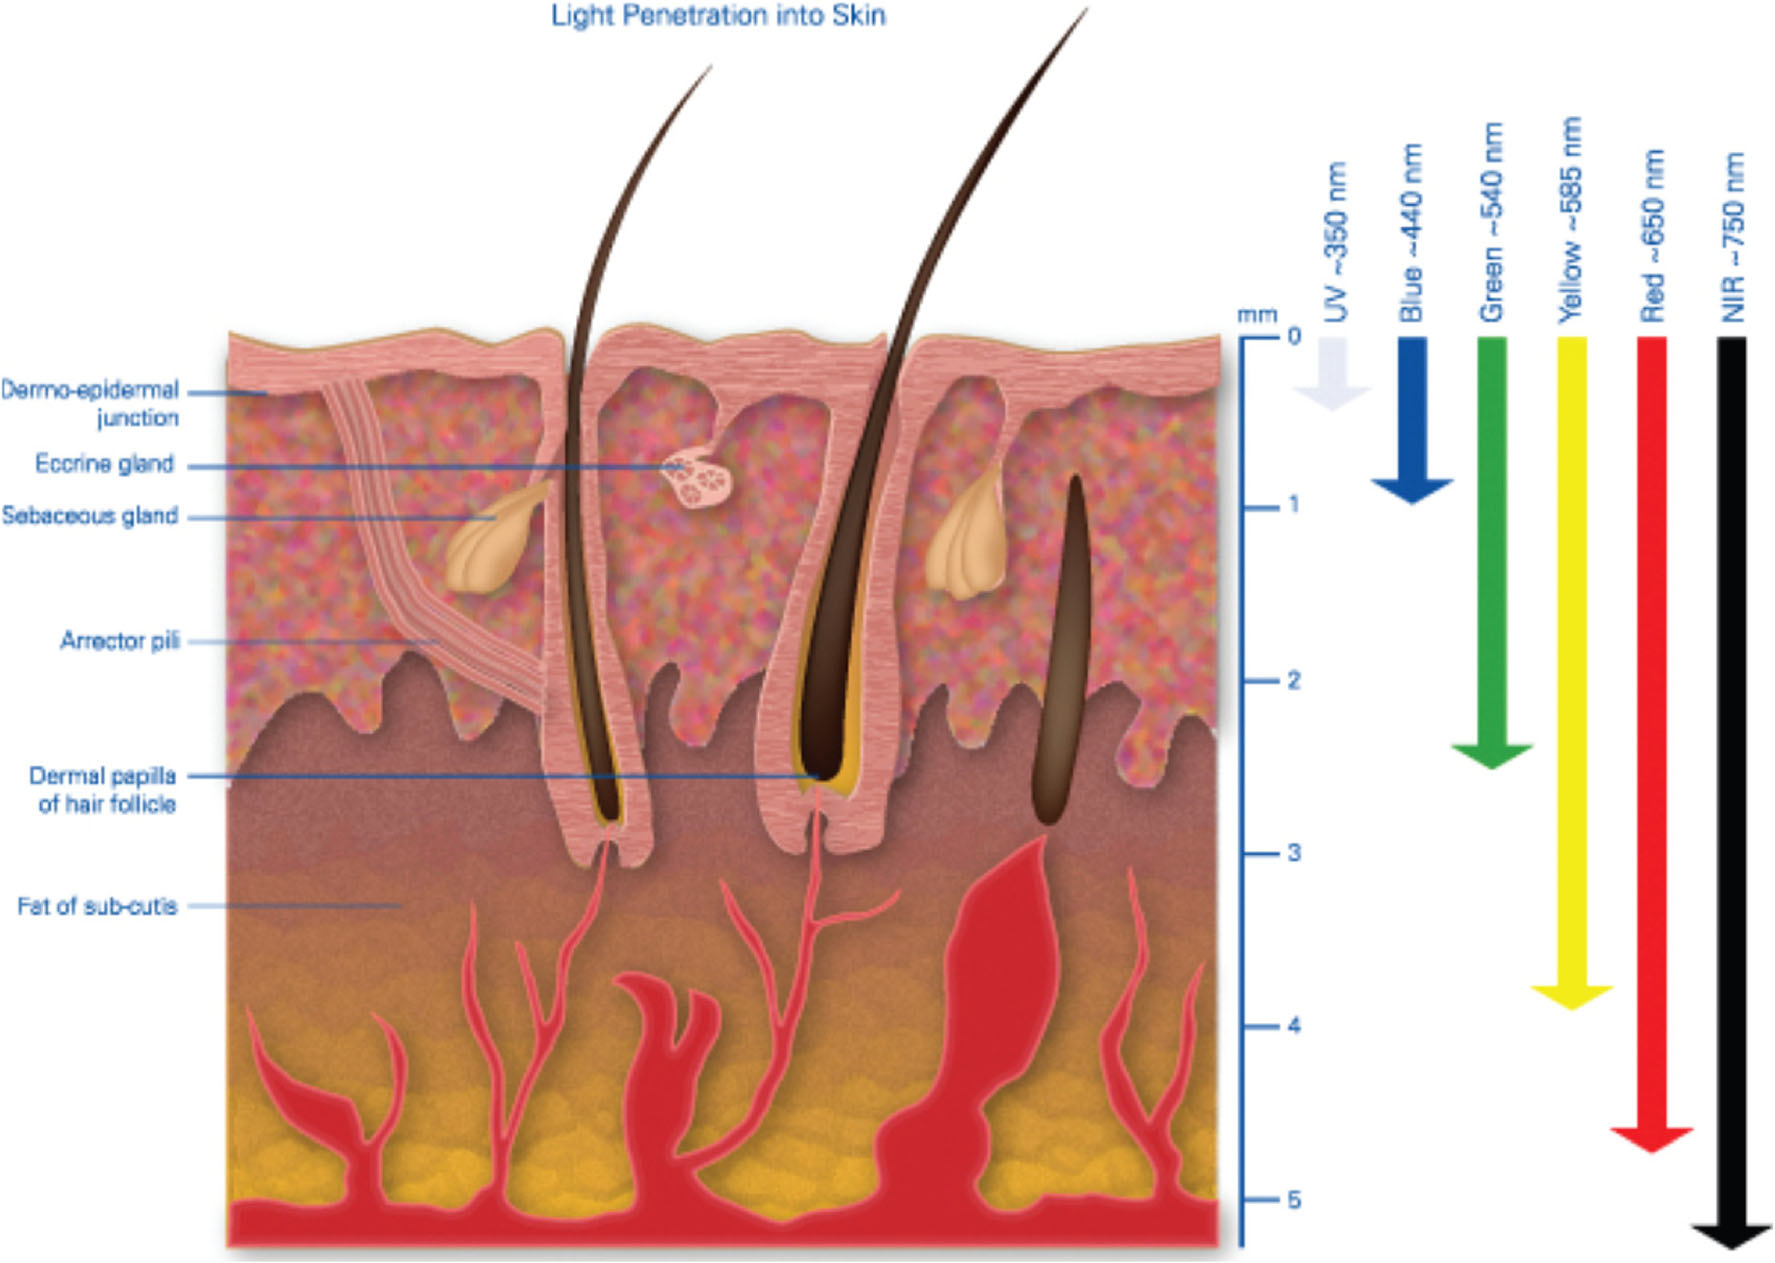 Light Penetration into Skin
UV ~350 nm
Blue ~440 nm
Green ~540 nm
Yellow ~585 nm
Red ~650 nm
NIR ~750 nm
mm
0
1
2
3
4
5
Dermo-epidermal
junction
Eccrine gland
Sebaceous gland
Arrector pili
Dermal papilla
of hair follicle
Fat of sub-cutis